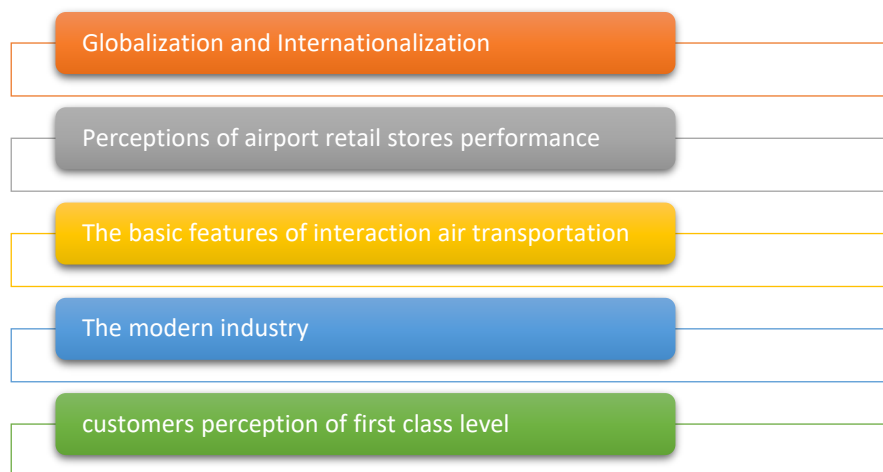 Globalization and Internationalization
Perceptions of airport retail stores performance
The basic features of interaction air transportation
The modern industry
customers perception of first class level